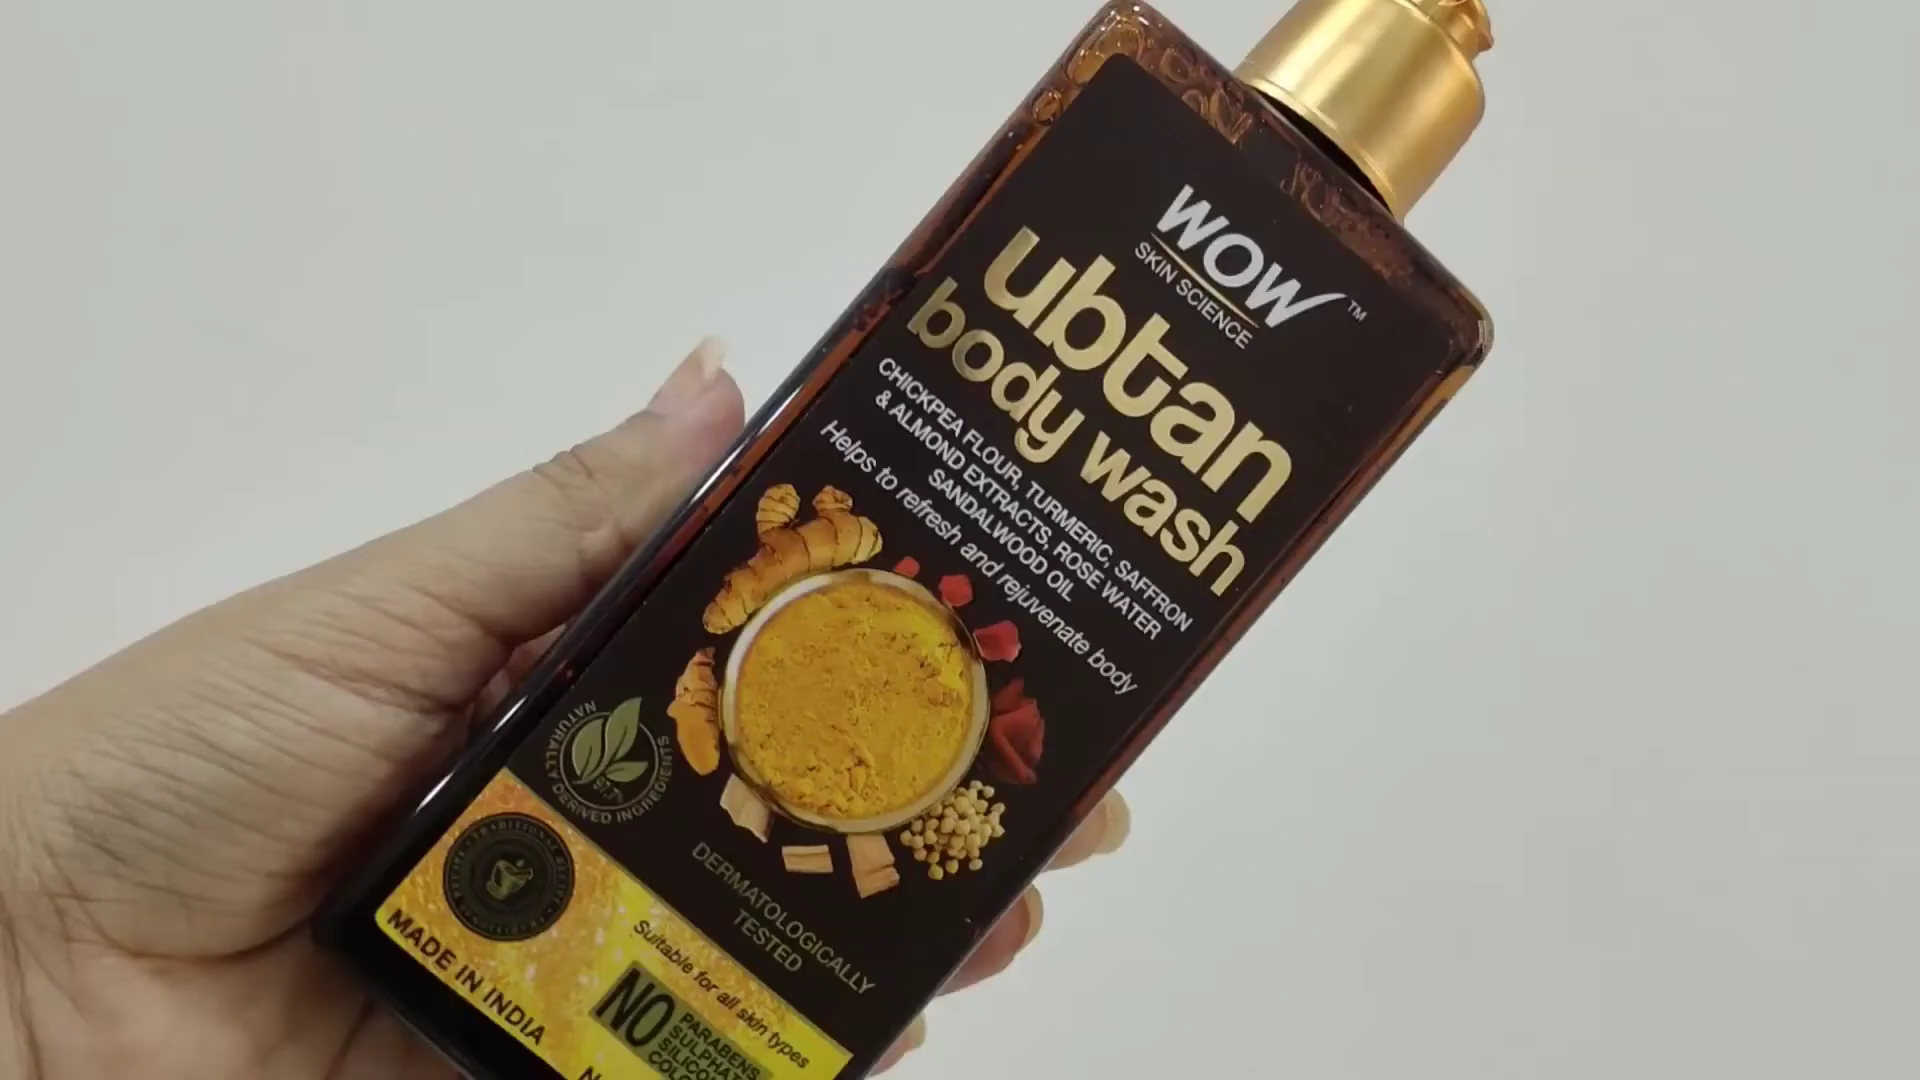 WOW
TM
SKIN SCIENCE
ubtan
body wash
CHICKPEA FLOUR, TURMERIC, SAFFRON
& ALMOND EXTRACTS, ROSE WATER
SANDALWOOD OIL
Helps to refresh and rejuvenate body
NATURALLY DERIVED INGREDIENTS
97.7%
DERMATOLOGICALLY
TESTED
MADE IN INDIA
Suitable for all skin types
NO
PARABENS